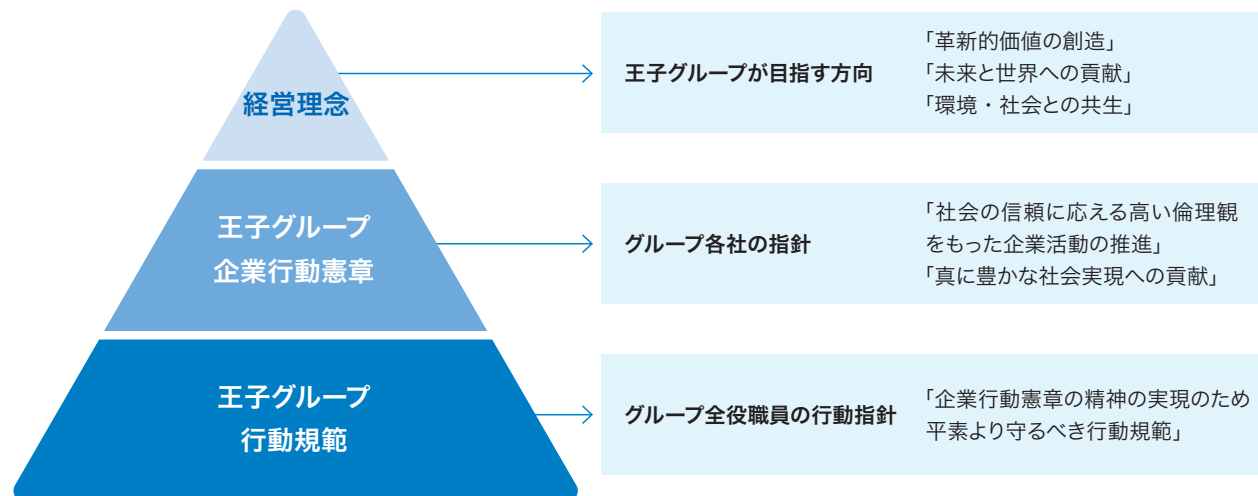 経営理念
王子グループが目指す方向
「革新的価値の創造」
「未来と世界への貢献」
「環境・社会との共生」
王子グループ
企業行動憲章
グループ各社の指針
「社会の信頼に応える高い倫理観
をもった企業活動の推進」
「真に豊かな社会実現への貢献」
王子グループ
行動規範
グループ全役職員の行動指針
「企業行動憲章の精神の実現のため
平素より守るべき行動規範」